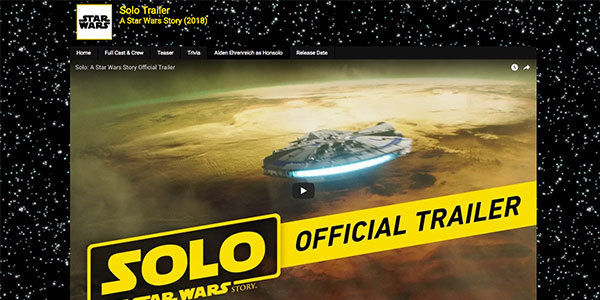 STAR
WARS
Solo Trailer
A Star Wars Story (2018)
Home Full Cast & Crew Teaser Trivia Alden Ehrenreich as Honsolo Release Date
Solo: A Star Wars Story Official Trailer
OFFICIAL TRAILER
SOLO
A STAR WARS STORY